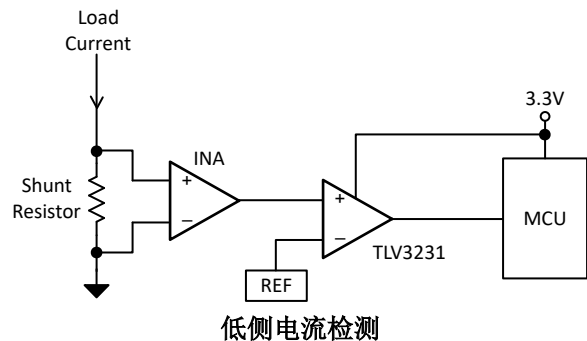 Load
Current
3.3V
INA
+
−
Shunt
Resistor
+
−
TLV3231
MCU
REF
低侧电流检测